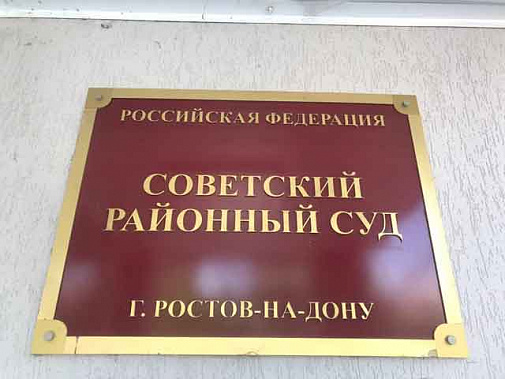 РОССИЙСКАЯ ФЕДЕРАЦИЯ
СОВЕТСКИЙ
РАЙОННЫЙ СУД
Г. РОСТОВ-НА-ДОНУ